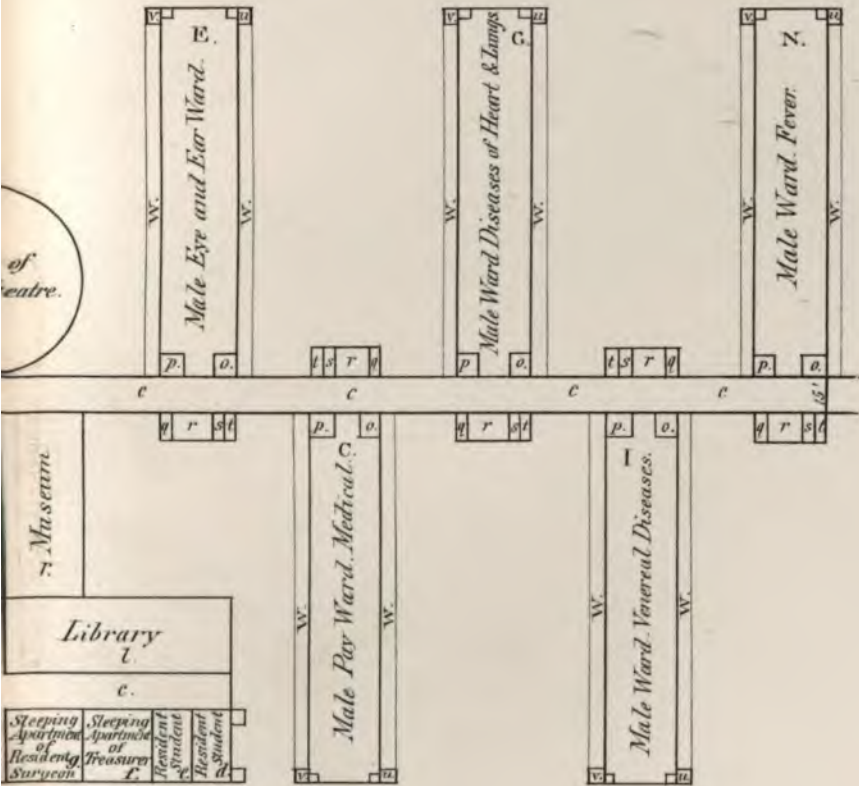 v. u.
E.
Male Eye and Ear Ward.
W. W.
p. o.
v. u.
G.
Male Ward Diseases of Heart & Lungs
W. W.
p o.
v. u.
Z.
Male Ward. Fever.
W. W.
p. o.
of
eatre.
t s r q
t s r q
c c c c 15'
q r s t
q r s t
q r s t
p. o.
C.
Male Pay Ward. Medical.
W. W.
v. u.
p. o.
I
Male Ward. Venereal Diseases.
W. W.
v. u.
Museum
r.
Library
l.
c.
Sleeping
Apartment
of
Resident g.
Surgeon
Sleeping
Apartment
of
Treasurer
f.
Resident
Student
e.
Resident
Student
d.